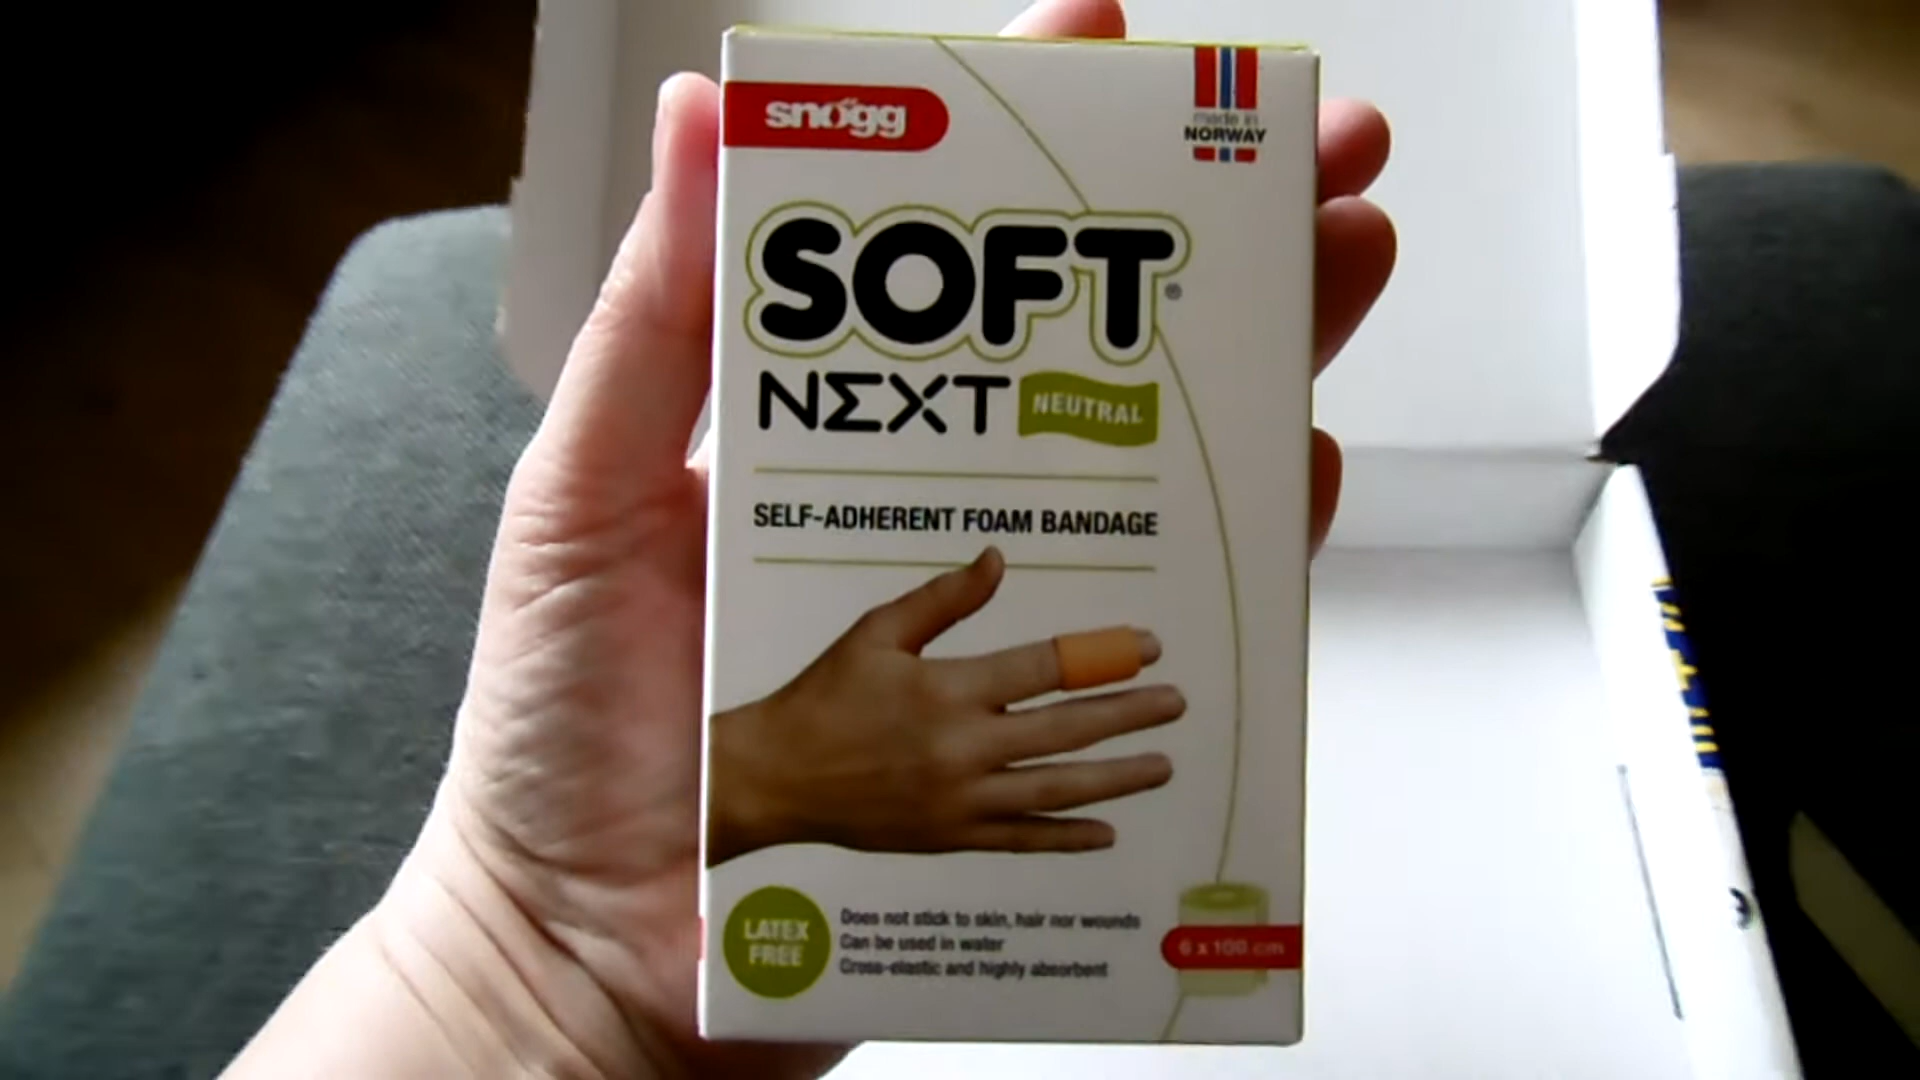 snøgg
made in
NORWAY
SOFT®
NEXT NEUTRAL
SELF-ADHERENT FOAM BANDAGE
LATEX
FREE
Does not stick to skin, hair nor wounds
Can be used in water
Cross-elastic and highly absorbent
6 x 100 cm